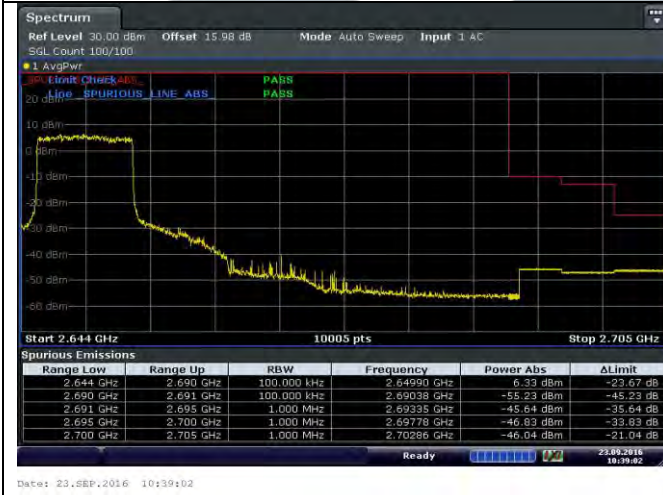 Spectrum
Ref Level 30.00 dBm Offset 15.98 dB Mode Auto Sweep Input 1 AC
SGL Count 100/100
1 AvgPwr
Limit Check PASS
Line _SPURIOUS_LINE_ABS_ PASS
20 dBm
10 dBm
0 dBm
-10 dBm
-20 dBm
-30 dBm
-40 dBm
-50 dBm
-60 dBm
Start 2.644 GHz 10005 pts Stop 2.705 GHz
Spurious Emissions
Range Low Range Up RBW Frequency Power Abs ΔLimit
2.644 GHz 2.690 GHz 100.000 kHz 2.64990 GHz 6.33 dBm -23.67 dB
2.690 GHz 2.691 GHz 100.000 kHz 2.69038 GHz -55.23 dBm -45.23 dB
2.691 GHz 2.695 GHz 1.000 MHz 2.69335 GHz -45.64 dBm -35.64 dB
2.695 GHz 2.700 GHz 1.000 MHz 2.69778 GHz -46.83 dBm -33.83 dB
2.700 GHz 2.705 GHz 1.000 MHz 2.70286 GHz -46.04 dBm -21.04 dB
Ready 23.09.2016
10:39:02
Date: 23.SEP.2016 10:39:02